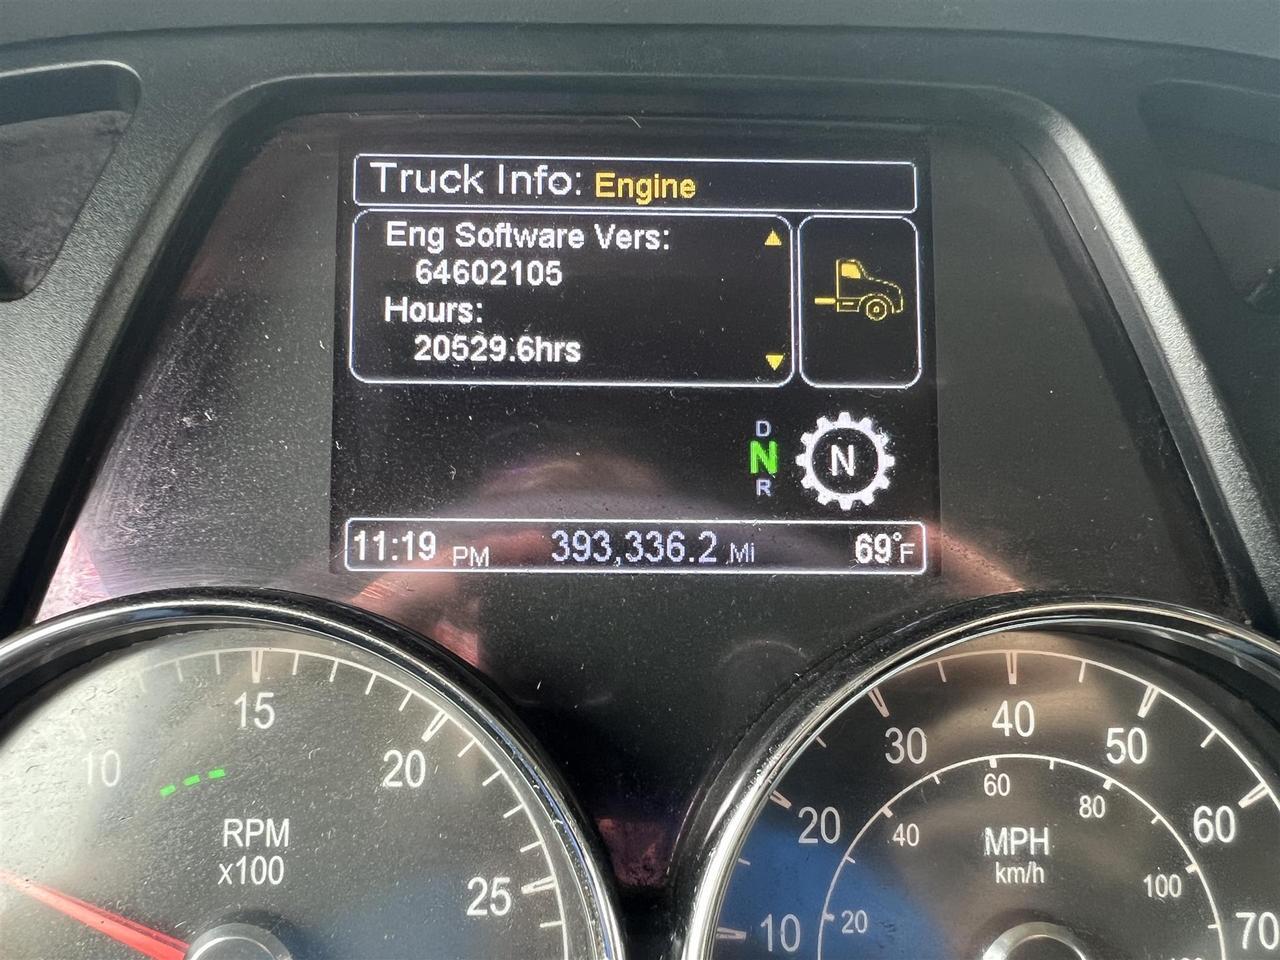 Truck Info: Engine
Eng Software Vers:
64602105
Hours:
20529.6hrs
D
N
R
N
11:19 PM 393,336.2 Mi 69°F
10 15 20 25
RPM
x100
10 20 30 40 50 60 70
20 40 60 80 100
MPH
km/h